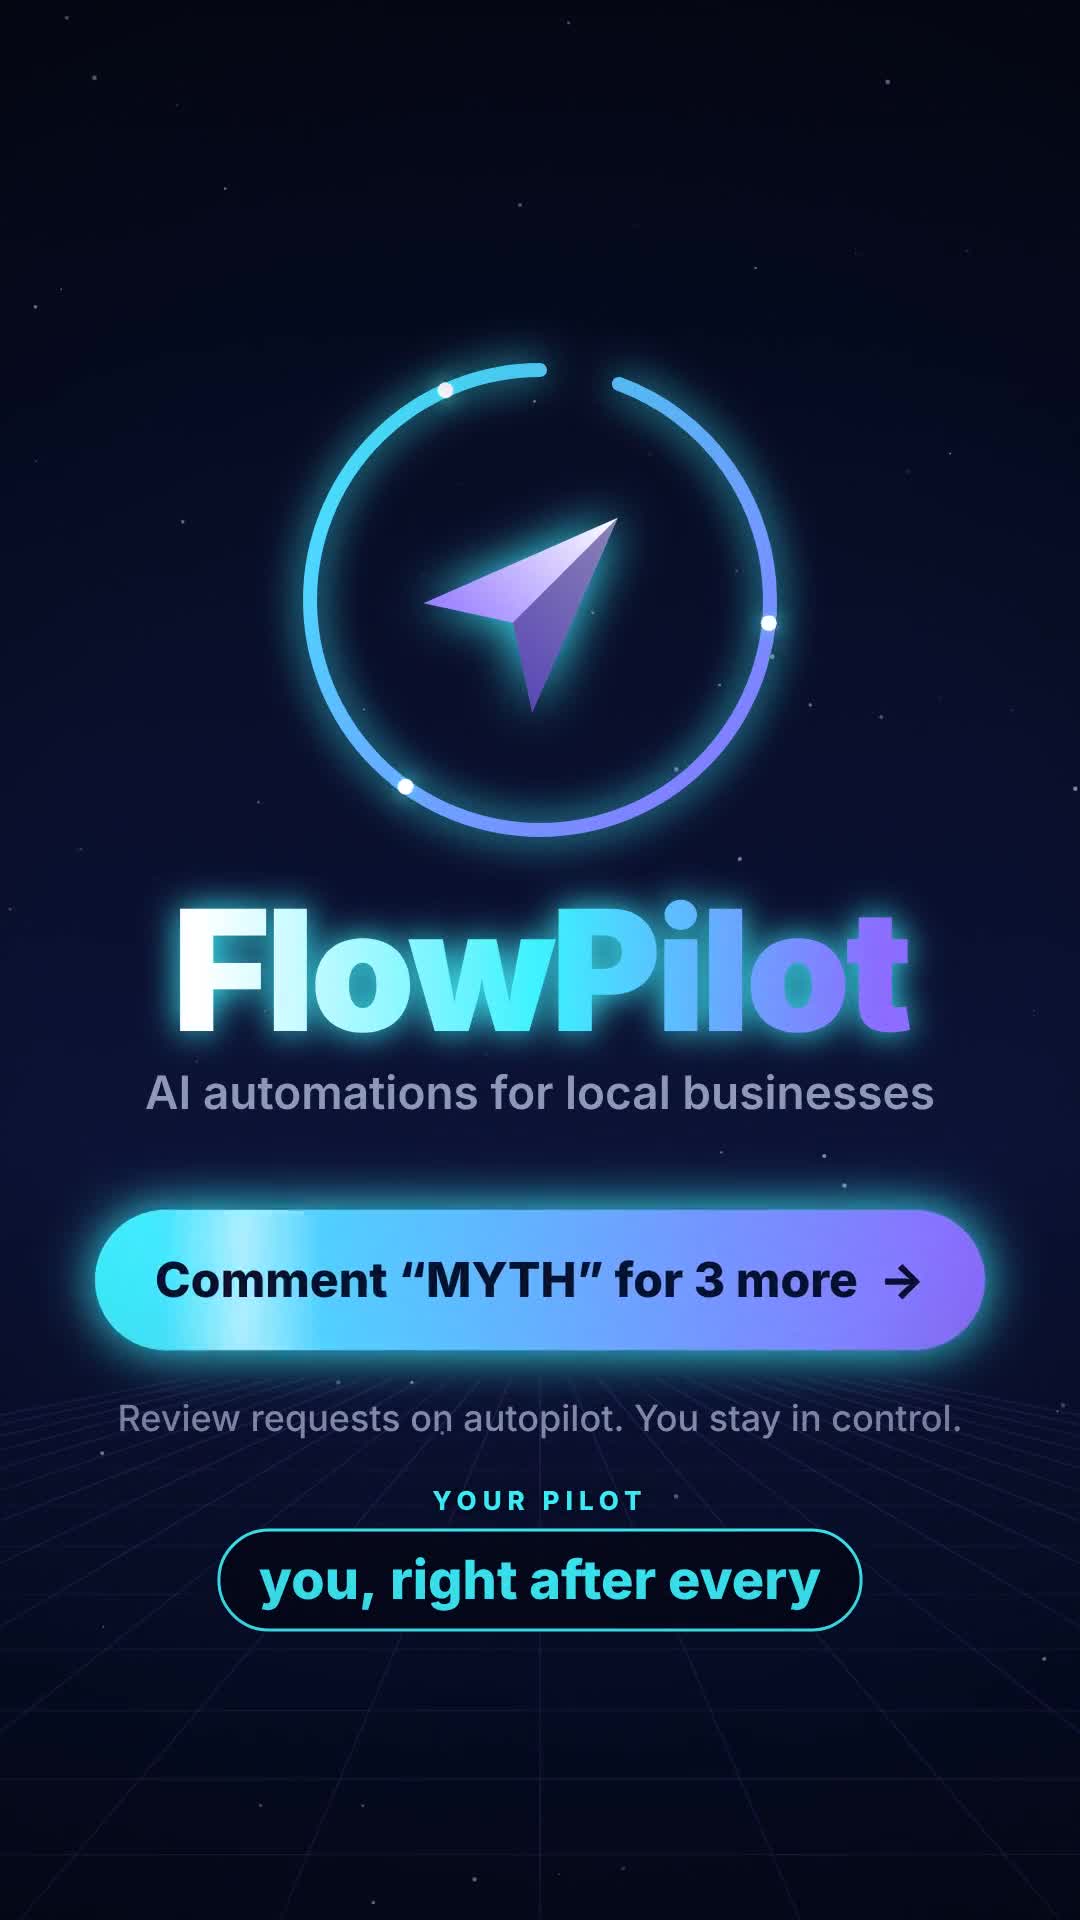 FlowPilot
AI automations for local businesses
Comment “MYTH” for 3 more →
Review requests on autopilot. You stay in control.
YOUR PILOT
you, right after every